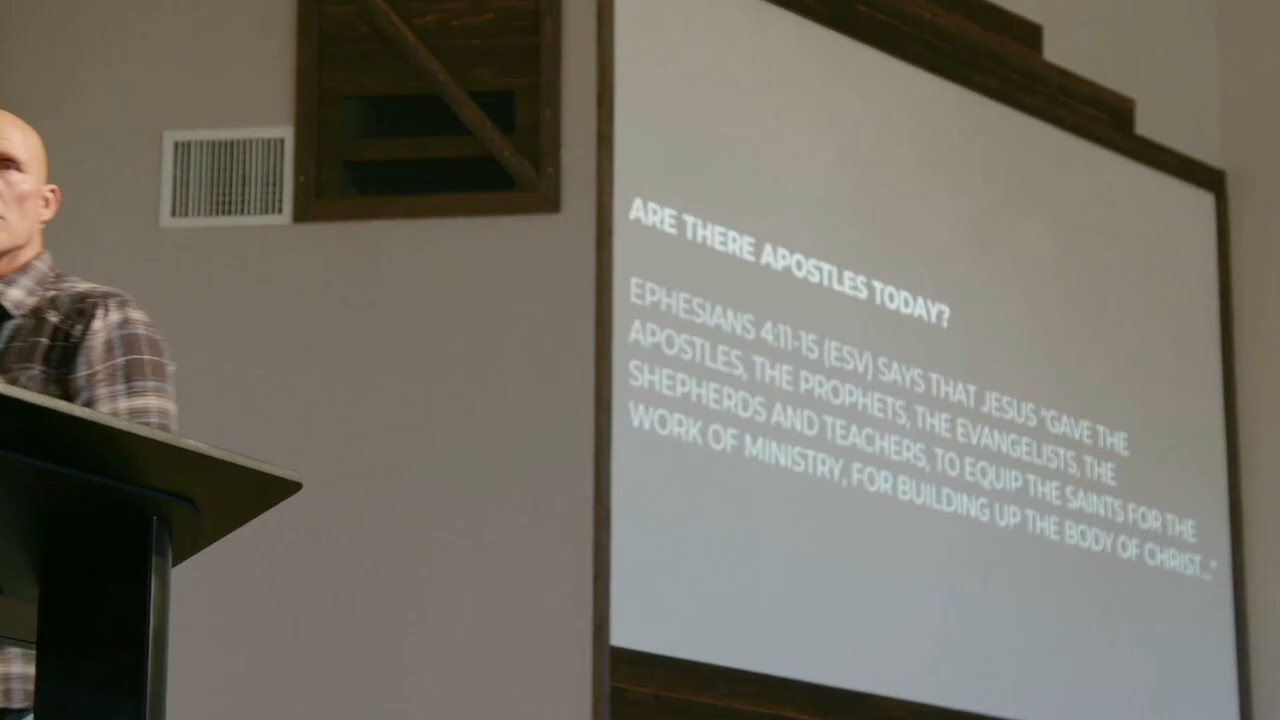 ARE THERE APOSTLES TODAY?
EPHESIANS 4:11-15 (ESV) SAYS THAT JESUS "GAVE THE
APOSTLES, THE PROPHETS, THE EVANGELISTS, THE
SHEPHERDS AND TEACHERS, TO EQUIP THE SAINTS FOR THE
WORK OF MINISTRY, FOR BUILDING UP THE BODY OF CHRIST..."